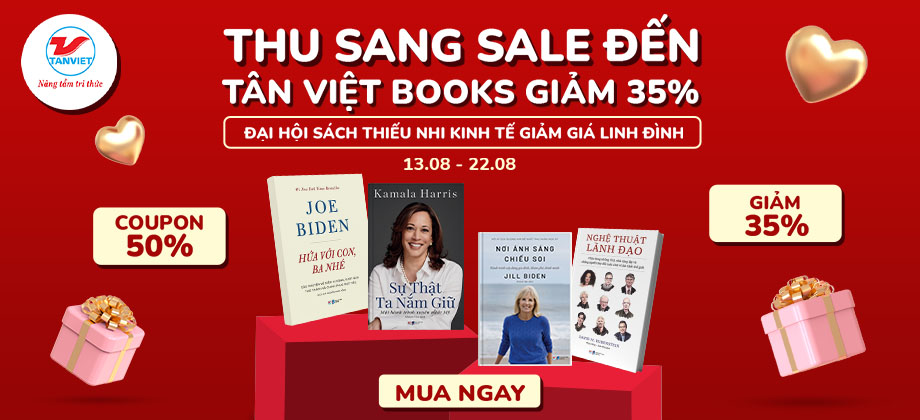 TANVIET
Nâng tầm tri thức
THU SANG SALE ĐẾN
TÂN VIỆT BOOKS GIẢM 35%
ĐẠI HỘI SÁCH THIẾU NHI KINH TẾ GIẢM GIÁ LINH ĐÌNH
13.08 - 22.08
COUPON
50%
GIẢM
35%
JOE
BIDEN
HỨA VỚI CON,
BA NHÉ
Kamala Harris
Sự Thật
Ta Nắm Giữ
NƠI ÁNH SÁNG
CHIẾU SOI
JILL BIDEN
NGHỆ THUẬT
LÃNH ĐẠO
DAVID M. RUBENSTEIN
MUA NGAY